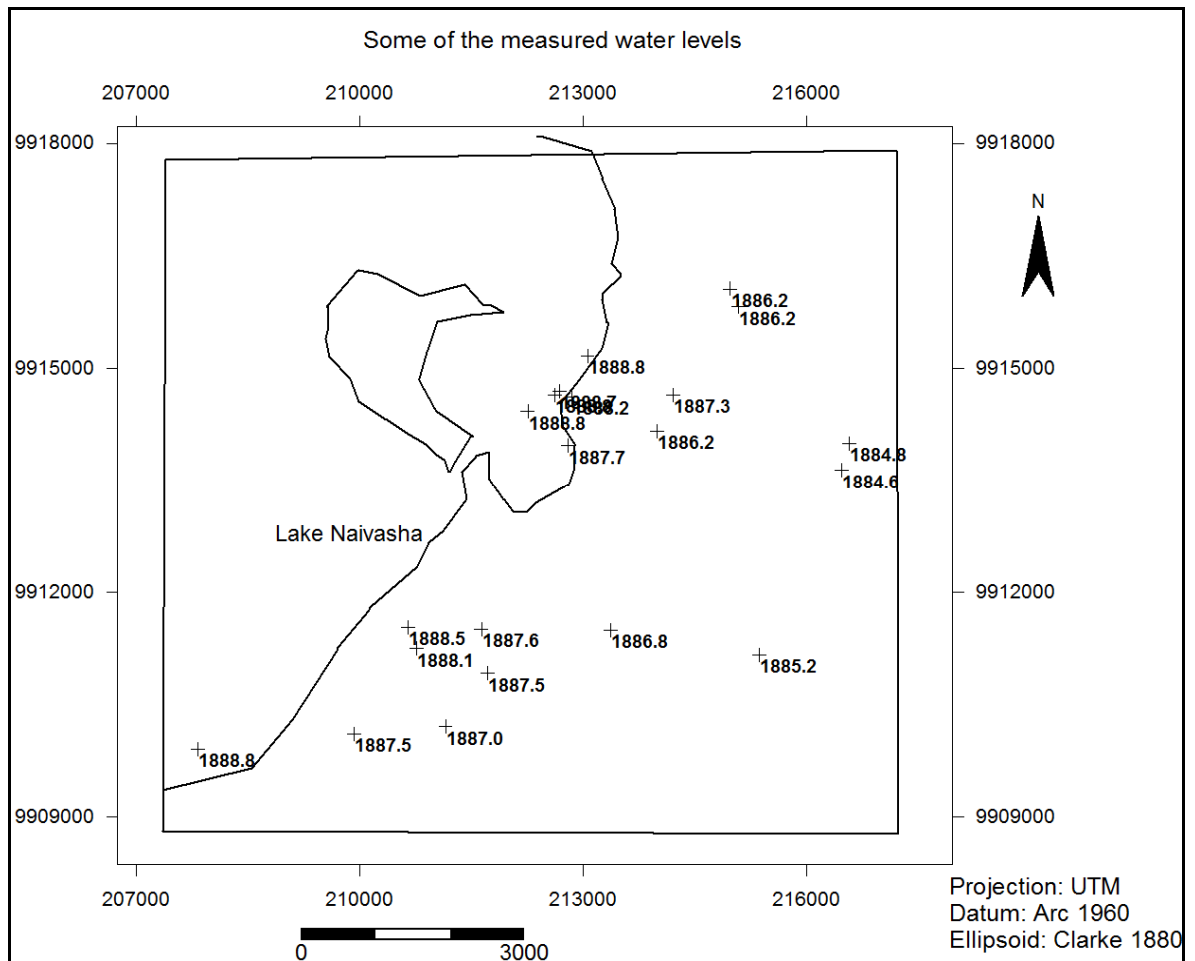 Some of the measured water levels
207000 210000 213000 216000
9918000 9918000
N
1886.2
1886.2
9915000 1888.8 9915000
1887.3
1888.8
1886.2
1887.7
1884.8
1884.6
Lake Naivasha
9912000 9912000
1888.5 1887.6 1886.8
1888.1
1885.2
1887.5
1887.0
1887.5
1888.8
9909000 9909000
207000 210000 213000 216000
Projection: UTM
Datum: Arc 1960
Ellipsoid: Clarke 1880
0 3000